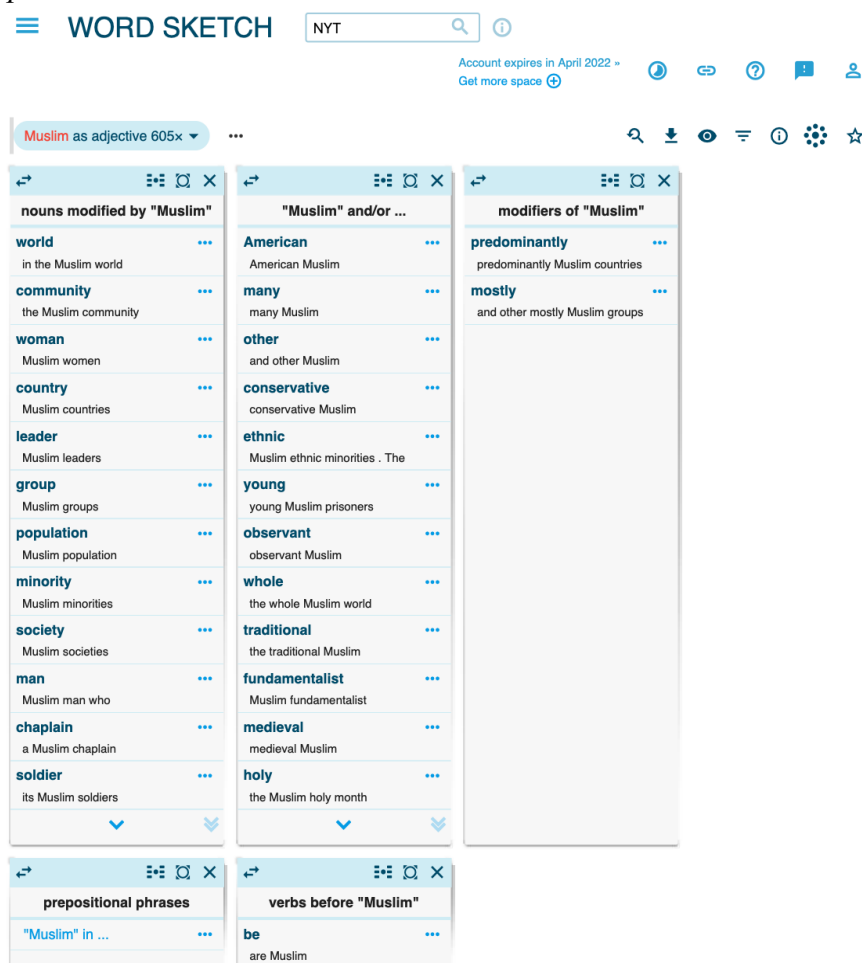 WORD SKETCH
NYT
Account expires in April 2022 »
Get more space
Muslim as adjective 605×
nouns modified by "Muslim"
world
in the Muslim world
community
the Muslim community
woman
Muslim women
country
Muslim countries
leader
Muslim leaders
group
Muslim groups
population
Muslim population
minority
Muslim minorities
society
Muslim societies
man
Muslim man who
chaplain
a Muslim chaplain
soldier
its Muslim soldiers
"Muslim" and/or ...
American
American Muslim
many
many Muslim
other
and other Muslim
conservative
conservative Muslim
ethnic
Muslim ethnic minorities . The
young
young Muslim prisoners
observant
observant Muslim
whole
the whole Muslim world
traditional
the traditional Muslim
fundamentalist
Muslim fundamentalist
medieval
medieval Muslim
holy
the Muslim holy month
modifiers of "Muslim"
predominantly
predominantly Muslim countries
mostly
and other mostly Muslim groups
prepositional phrases
"Muslim" in ...
verbs before "Muslim"
be
are Muslim